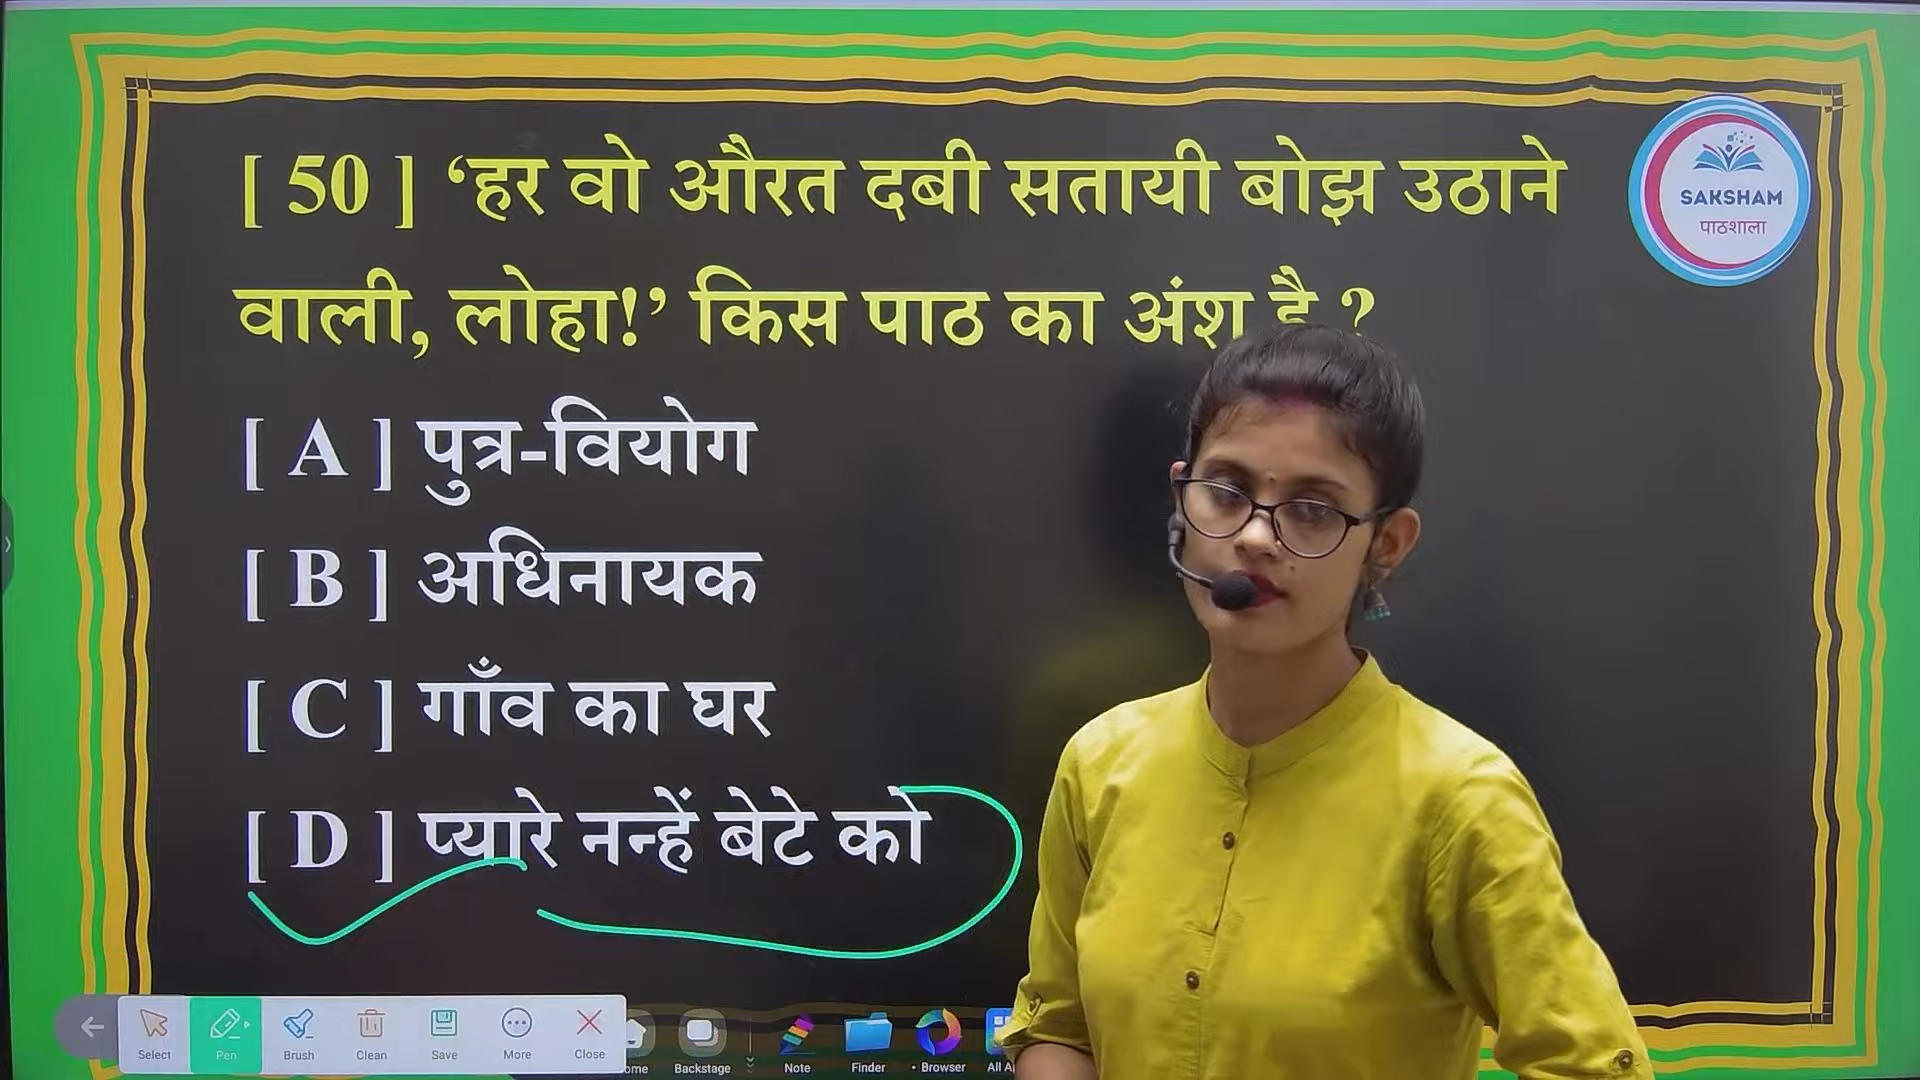 [ 50 ] ‘हर वो औरत दबी सतायी बोझ उठाने
वाली, लोहा!’ किस पाठ का अंश है ?
[ A ] पुत्र-वियोग
[ B ] अधिनायक
[ C ] गाँव का घर
[ D ] प्यारे नन्हें बेटे को
SAKSHAM
पाठशाला
Select Pen Brush Clean Save More Close
Backstage Note Finder Browser All